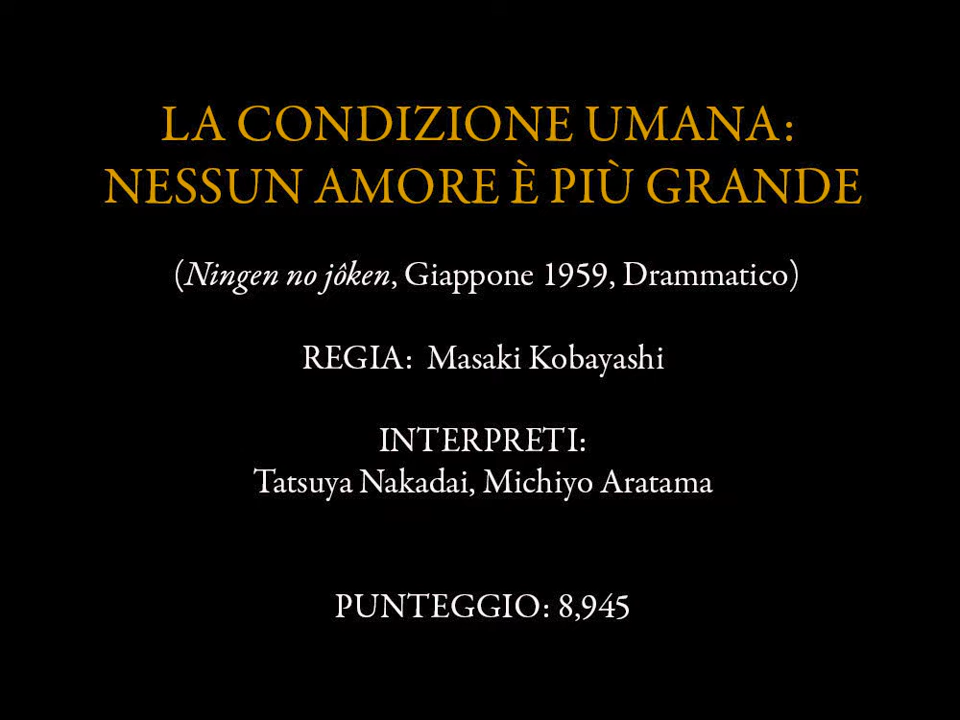 LA CONDIZIONE UMANA:
NESSUN AMORE È PIÙ GRANDE
(Ningen no jôken, Giappone 1959, Drammatico)
REGIA: Masaki Kobayashi
INTERPRETI:
Tatsuya Nakadai, Michiyo Aratama
PUNTEGGIO: 8,945